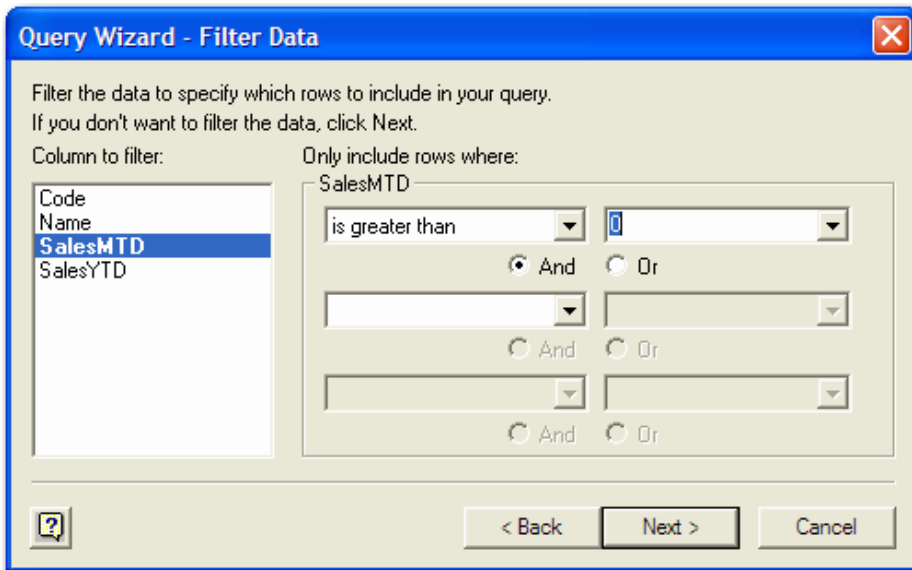 Query Wizard - Filter Data
Filter the data to specify which rows to include in your query.
If you don't want to filter the data, click Next.
Column to filter:
Only include rows where:
Code
Name
SalesMTD
SalesYTD
SalesMTD
is greater than
0
And
Or
And
Or
And
Or
?
< Back
Next >
Cancel